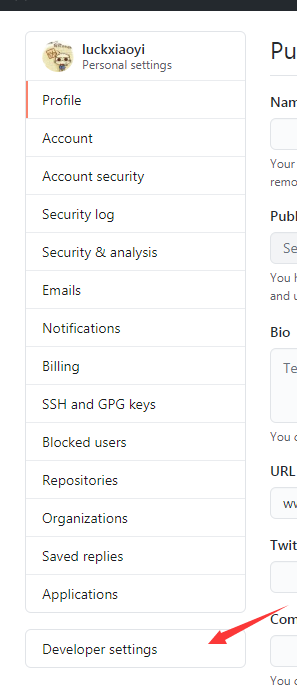 luckxiaoyi
Personal settings
Profile
Account
Account security
Security log
Security & analysis
Emails
Notifications
Billing
SSH and GPG keys
Blocked users
Repositories
Organizations
Saved replies
Applications
Developer settings
Pu
Nam
Your
remo
Publ
Se
You h
and u
Bio
Te
You c
URL
ww
Twit
Com
You c